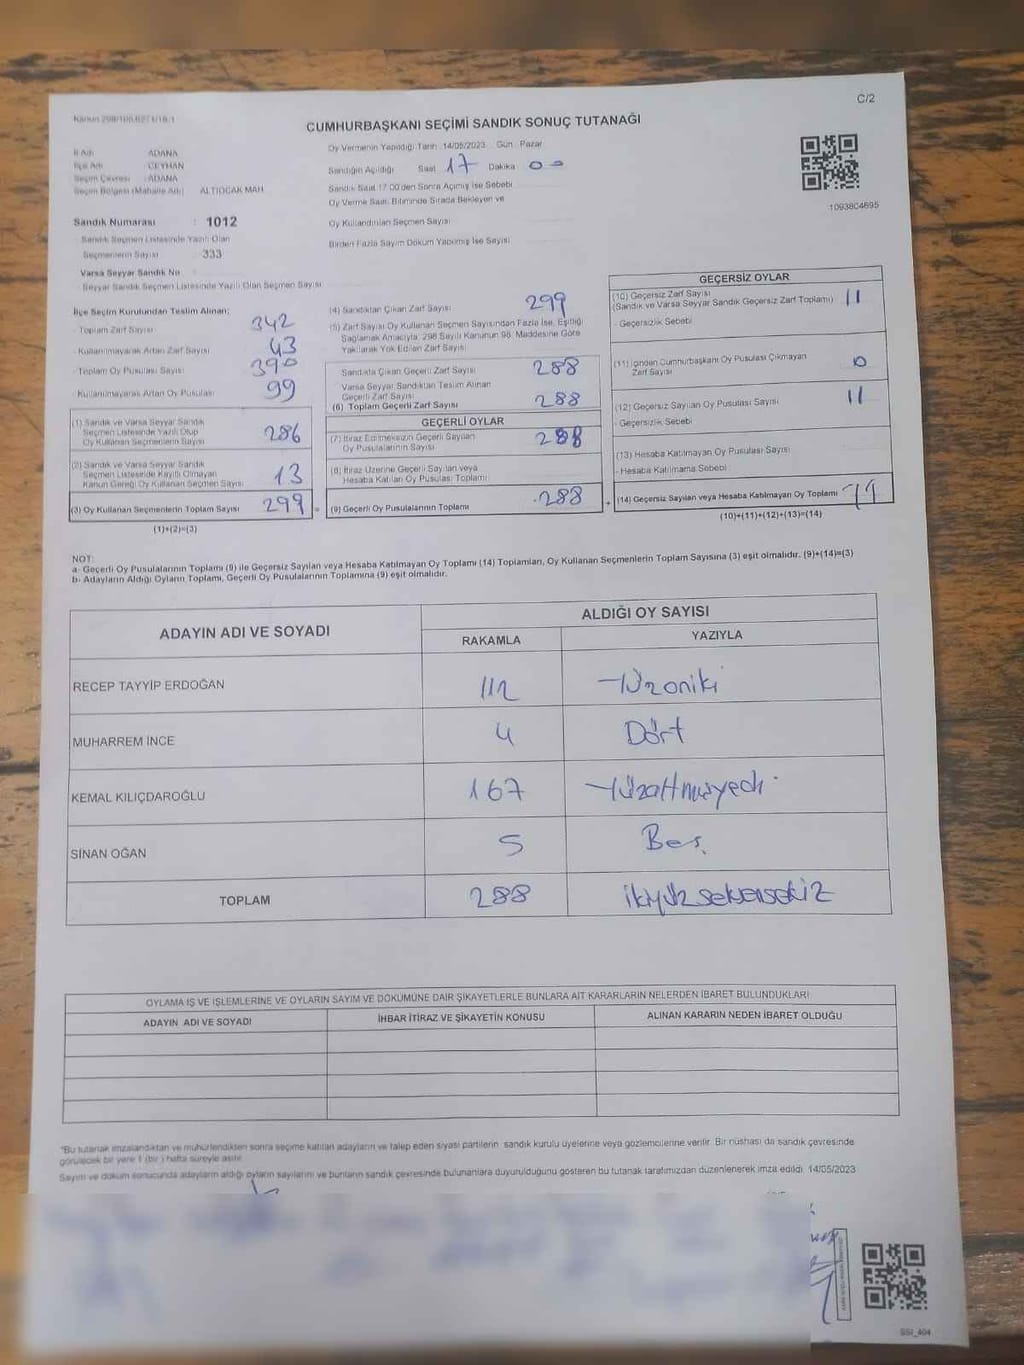 C/2
CUMHURBAŞKANI SEÇİMİ SANDIK SONUÇ TUTANAĞI
İl Adı : ADANA
İlçe Adı : CEYHAN
Seçim Çevresi : ADANA
Seçim Bölgesi (Mahalle Adı) : ALTIOCAK MAH.
Sandık Numarası : 1012
Sandık Seçmen Listesinde Yazılı Olan
Seçmenlerin Sayısı : 333
Varsa Seyyar Sandık No :
Seyyar Sandık Seçmen Listesinde Yazılı Olan Seçmen Sayısı :
Oy Vermenin Yapıldığı Tarih : 14/05/2023 Gün : Pazar
Sandığın Açıldığı Saat : 17 Dakika : 00
Sandık Saat 17:00'den Sonra Açılmış İse Sebebi
Oy Verme Saati Bitiminde Sırada Bekleyen ve
Oy Kullandırılan Seçmen Sayısı
Birden Fazla Sayım Döküm Yapılmış İse Sayısı
1093804695
İlçe Seçim Kurulundan Teslim Alınan;
- Toplam Zarf Sayısı 342
- Kullanılmayarak Artan Zarf Sayısı 43
- Toplam Oy Pusulası Sayısı 390
- Kullanılmayarak Artan Oy Pusulası 99
(1) Sandık ve Varsa Seyyar Sandık
Seçmen Listesinde Yazılı Olup
Oy Kullanan Seçmenlerin Sayısı 286
(2) Sandık ve Varsa Seyyar Sandık
Seçmen Listesinde Kayıtlı Olmayan
Kanun Gereği Oy Kullanan Seçmen Sayısı 13
(3) Oy Kullanan Seçmenlerin Toplam Sayısı 299 =
(1)+(2)=(3)
(4) Sandıktan Çıkan Zarf Sayısı 299
(5) Zarf Sayısı Oy Kullanan Seçmen Sayısından Fazla İse, Eşitliği
Sağlamak Amacıyla, 298 Sayılı Kanunun 98. Maddesine Göre
Yakılarak Yok Edilen Zarf Sayısı
Sandıkta Çıkan Geçerli Zarf Sayısı 288
Varsa Seyyar Sandıktan Teslim Alınan
Geçerli Zarf Sayısı
(6) Toplam Geçerli Zarf Sayısı 288
GEÇERLİ OYLAR
(7) İtiraz Edilmeksizin Geçerli Sayılan
Oy Pusulalarının Sayısı 288
(8) İtiraz Üzerine Geçerli Sayılan veya
Hesaba Katılan Oy Pusulası Toplamı
(9) Geçerli Oy Pusulalarının Toplamı 288 +
GEÇERSİZ OYLAR
(10) Geçersiz Zarf Sayısı
(Sandık ve Varsa Seyyar Sandık Geçersiz Zarf Toplamı) 11
- Geçersizlik Sebebi
(11) İçinden Cumhurbaşkanı Oy Pusulası Çıkmayan
Zarf Sayısı 0
(12) Geçersiz Sayılan Oy Pusulası Sayısı 11
- Geçersizlik Sebebi
(13) Hesaba Katılmayan Oy Pusulası Sayısı
- Hesaba Katılmama Sebebi
(14) Geçersiz Sayılan veya Hesaba Katılmayan Oy Toplamı 11
(10)+(11)+(12)+(13)=(14)
NOT:
a- Geçerli Oy Pusulalarının Toplamı (9) ile Geçersiz Sayılan veya Hesaba Katılmayan Oy Toplamı (14) Toplamları, Oy Kullanan Seçmenlerin Toplam Sayısına (3) eşit olmalıdır. (9)+(14)=(3)
b- Adayların Aldığı Oyların Toplamı, Geçerli Oy Pusulalarının Toplamına (9) eşit olmalıdır.
ADAYIN ADI VE SOYADI ALDIĞI OY SAYISI
RAKAMLA YAZIYLA
RECEP TAYYİP ERDOĞAN 112 Yüzoniki
MUHARREM İNCE 4 Dört
KEMAL KILIÇDAROĞLU 167 Yüzaltmışyedi
SİNAN OĞAN 5 Beş
TOPLAM 288 ikiyüzseksensekiz
OYLAMA İŞ VE İŞLEMLERİNE VE OYLARIN SAYIM VE DÖKÜMÜNE DAİR ŞİKAYETLERLE BUNLARA AİT KARARLARIN NELERDEN İBARET BULUNDUKLARI
ADAYIN ADI VE SOYADI İHBAR İTİRAZ VE ŞİKAYETİN KONUSU ALINAN KARARIN NEDEN İBARET OLDUĞU
*Bu tutanak imzalandıktan ve mühürlendikten sonra seçime katılan adayların ve talep eden siyasi partilerin sandık kurulu üyelerine veya gözlemcilerine verilir. Bir nüshası da sandık çevresinde
görülecek bir yere 1 (bir) hafta süreyle asılır.
Sayım ve döküm sonucunda adayların aldığı oyların sayılarını ve bunların sandık çevresinde bulunanlara duyurulduğunu gösteren bu tutanak tarafımızdan düzenlenerek imza edildi. 14/05/2023
SSI_404